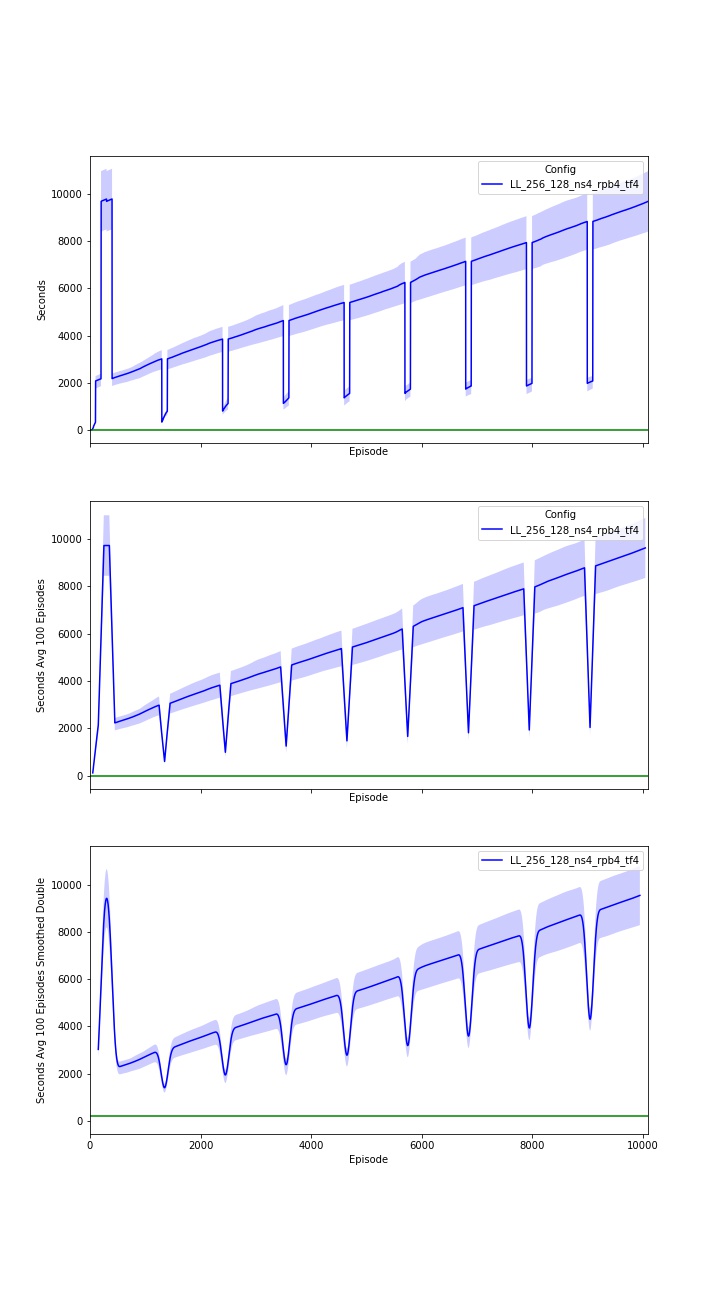 Config
LL_256_128_ns4_rpb4_tf4
10000
8000
6000
4000
2000
0
Seconds
Episode
Config
LL_256_128_ns4_rpb4_tf4
10000
8000
6000
4000
2000
0
Seconds Avg 100 Episodes
Episode
LL_256_128_ns4_rpb4_tf4
10000
8000
6000
4000
2000
0
Seconds Avg 100 Episodes Smoothed Double
0 2000 4000 6000 8000 10000
Episode